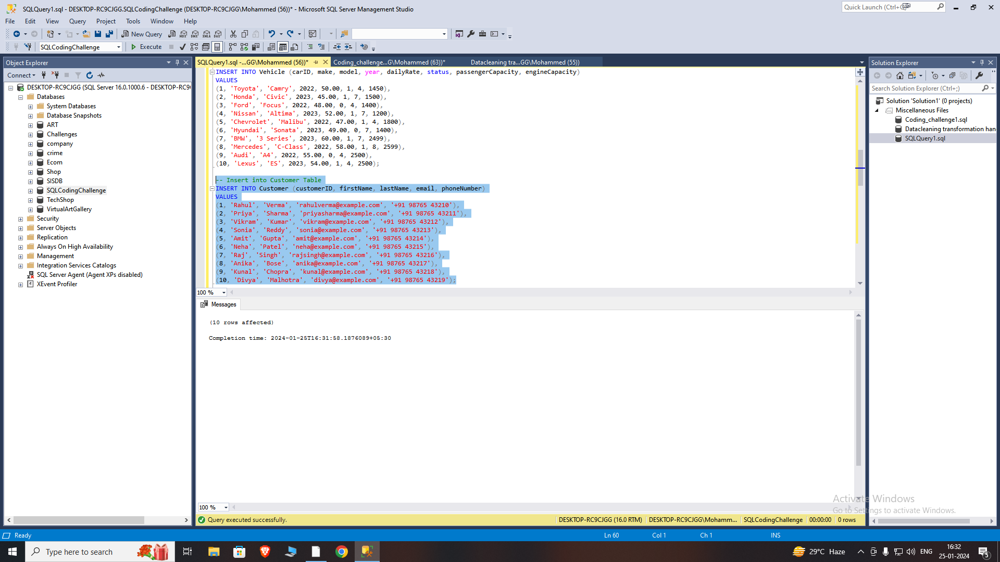 SQLQuery1.sql - DESKTOP-RC9CJGG.SQLCodingChallenge (DESKTOP-RC9CJGG\Mohammed (56))* - Microsoft SQL Server Management Studio
Quick Launch (Ctrl+Q)
File Edit View Query Project Tools Window Help
New Query
SQLCodingChallenge
Execute
Object Explorer
Connect
DESKTOP-RC9CJGG (SQL Server 16.0.1000.6 - DESKTOP-RC9
Databases
System Databases
Database Snapshots
ART
Challenges
company
crime
Ecom
Shop
SISDB
SQLCodingChallenge
TechShop
VirtualArtGallery
Security
Server Objects
Replication
Always On High Availability
Management
Integration Services Catalogs
SQL Server Agent (Agent XPs disabled)
XEvent Profiler
SQLQuery1.sql -...GG\Mohammed (56))*
Coding_challenge...G\Mohammed (63))*
Datacleaning tra...GG\Mohammed (55))
INSERT INTO Vehicle (carID, make, model, year, dailyRate, status, passengerCapacity, engineCapacity)
VALUES
(1, 'Toyota', 'Camry', 2022, 50.00, 1, 4, 1450),
(2, 'Honda', 'Civic', 2023, 45.00, 1, 7, 1500),
(3, 'Ford', 'Focus', 2022, 48.00, 0, 4, 1400),
(4, 'Nissan', 'Altima', 2023, 52.00, 1, 7, 1200),
(5, 'Chevrolet', 'Malibu', 2022, 47.00, 1, 4, 1800),
(6, 'Hyundai', 'Sonata', 2023, 49.00, 0, 7, 1400),
(7, 'BMW', '3 Series', 2023, 60.00, 1, 7, 2499),
(8, 'Mercedes', 'C-Class', 2022, 58.00, 1, 8, 2599),
(9, 'Audi', 'A4', 2022, 55.00, 0, 4, 2500),
(10, 'Lexus', 'ES', 2023, 54.00, 1, 4, 2500);
-- Insert into Customer Table
INSERT INTO Customer (customerID, firstName, lastName, email, phoneNumber)
VALUES
(1, 'Rahul', 'Verma', 'rahulverma@example.com', '+91 98765 43210'),
(2, 'Priya', 'Sharma', 'priyasharma@example.com', '+91 98765 43211'),
(3, 'Vikram', 'Kumar', 'vikram@example.com', '+91 98765 43212'),
(4, 'Sonia', 'Reddy', 'sonia@example.com', '+91 98765 43213'),
(5, 'Amit', 'Gupta', 'amit@example.com', '+91 98765 43214'),
(6, 'Neha', 'Patel', 'neha@example.com', '+91 98765 43215'),
(7, 'Raj', 'Singh', 'rajsingh@example.com', '+91 98765 43216'),
(8, 'Anika', 'Bose', 'anika@example.com', '+91 98765 43217'),
(9, 'Kunal', 'Chopra', 'kunal@example.com', '+91 98765 43218'),
(10, 'Divya', 'Malhotra', 'divya@example.com', '+91 98765 43219');
100 %
Messages
(10 rows affected)
Completion time: 2024-01-25T16:31:58.1876089+05:30
100 %
Query executed successfully.
DESKTOP-RC9CJGG (16.0 RTM) DESKTOP-RC9CJGG\Mohamm... SQLCodingChallenge 00:00:00 0 rows
Solution Explorer
Search Solution Explorer (Ctrl+;)
Solution 'Solution1' (0 projects)
Miscellaneous Files
Coding_challenge1.sql
Datacleaning transformation han
SQLQuery1.sql
Activate Windows
Go to Settings to activate Windows.
Ready
Ln 60 Col 1 Ch 1 INS
Type here to search
29°C Haze
ENG
16:32
25-01-2024
5